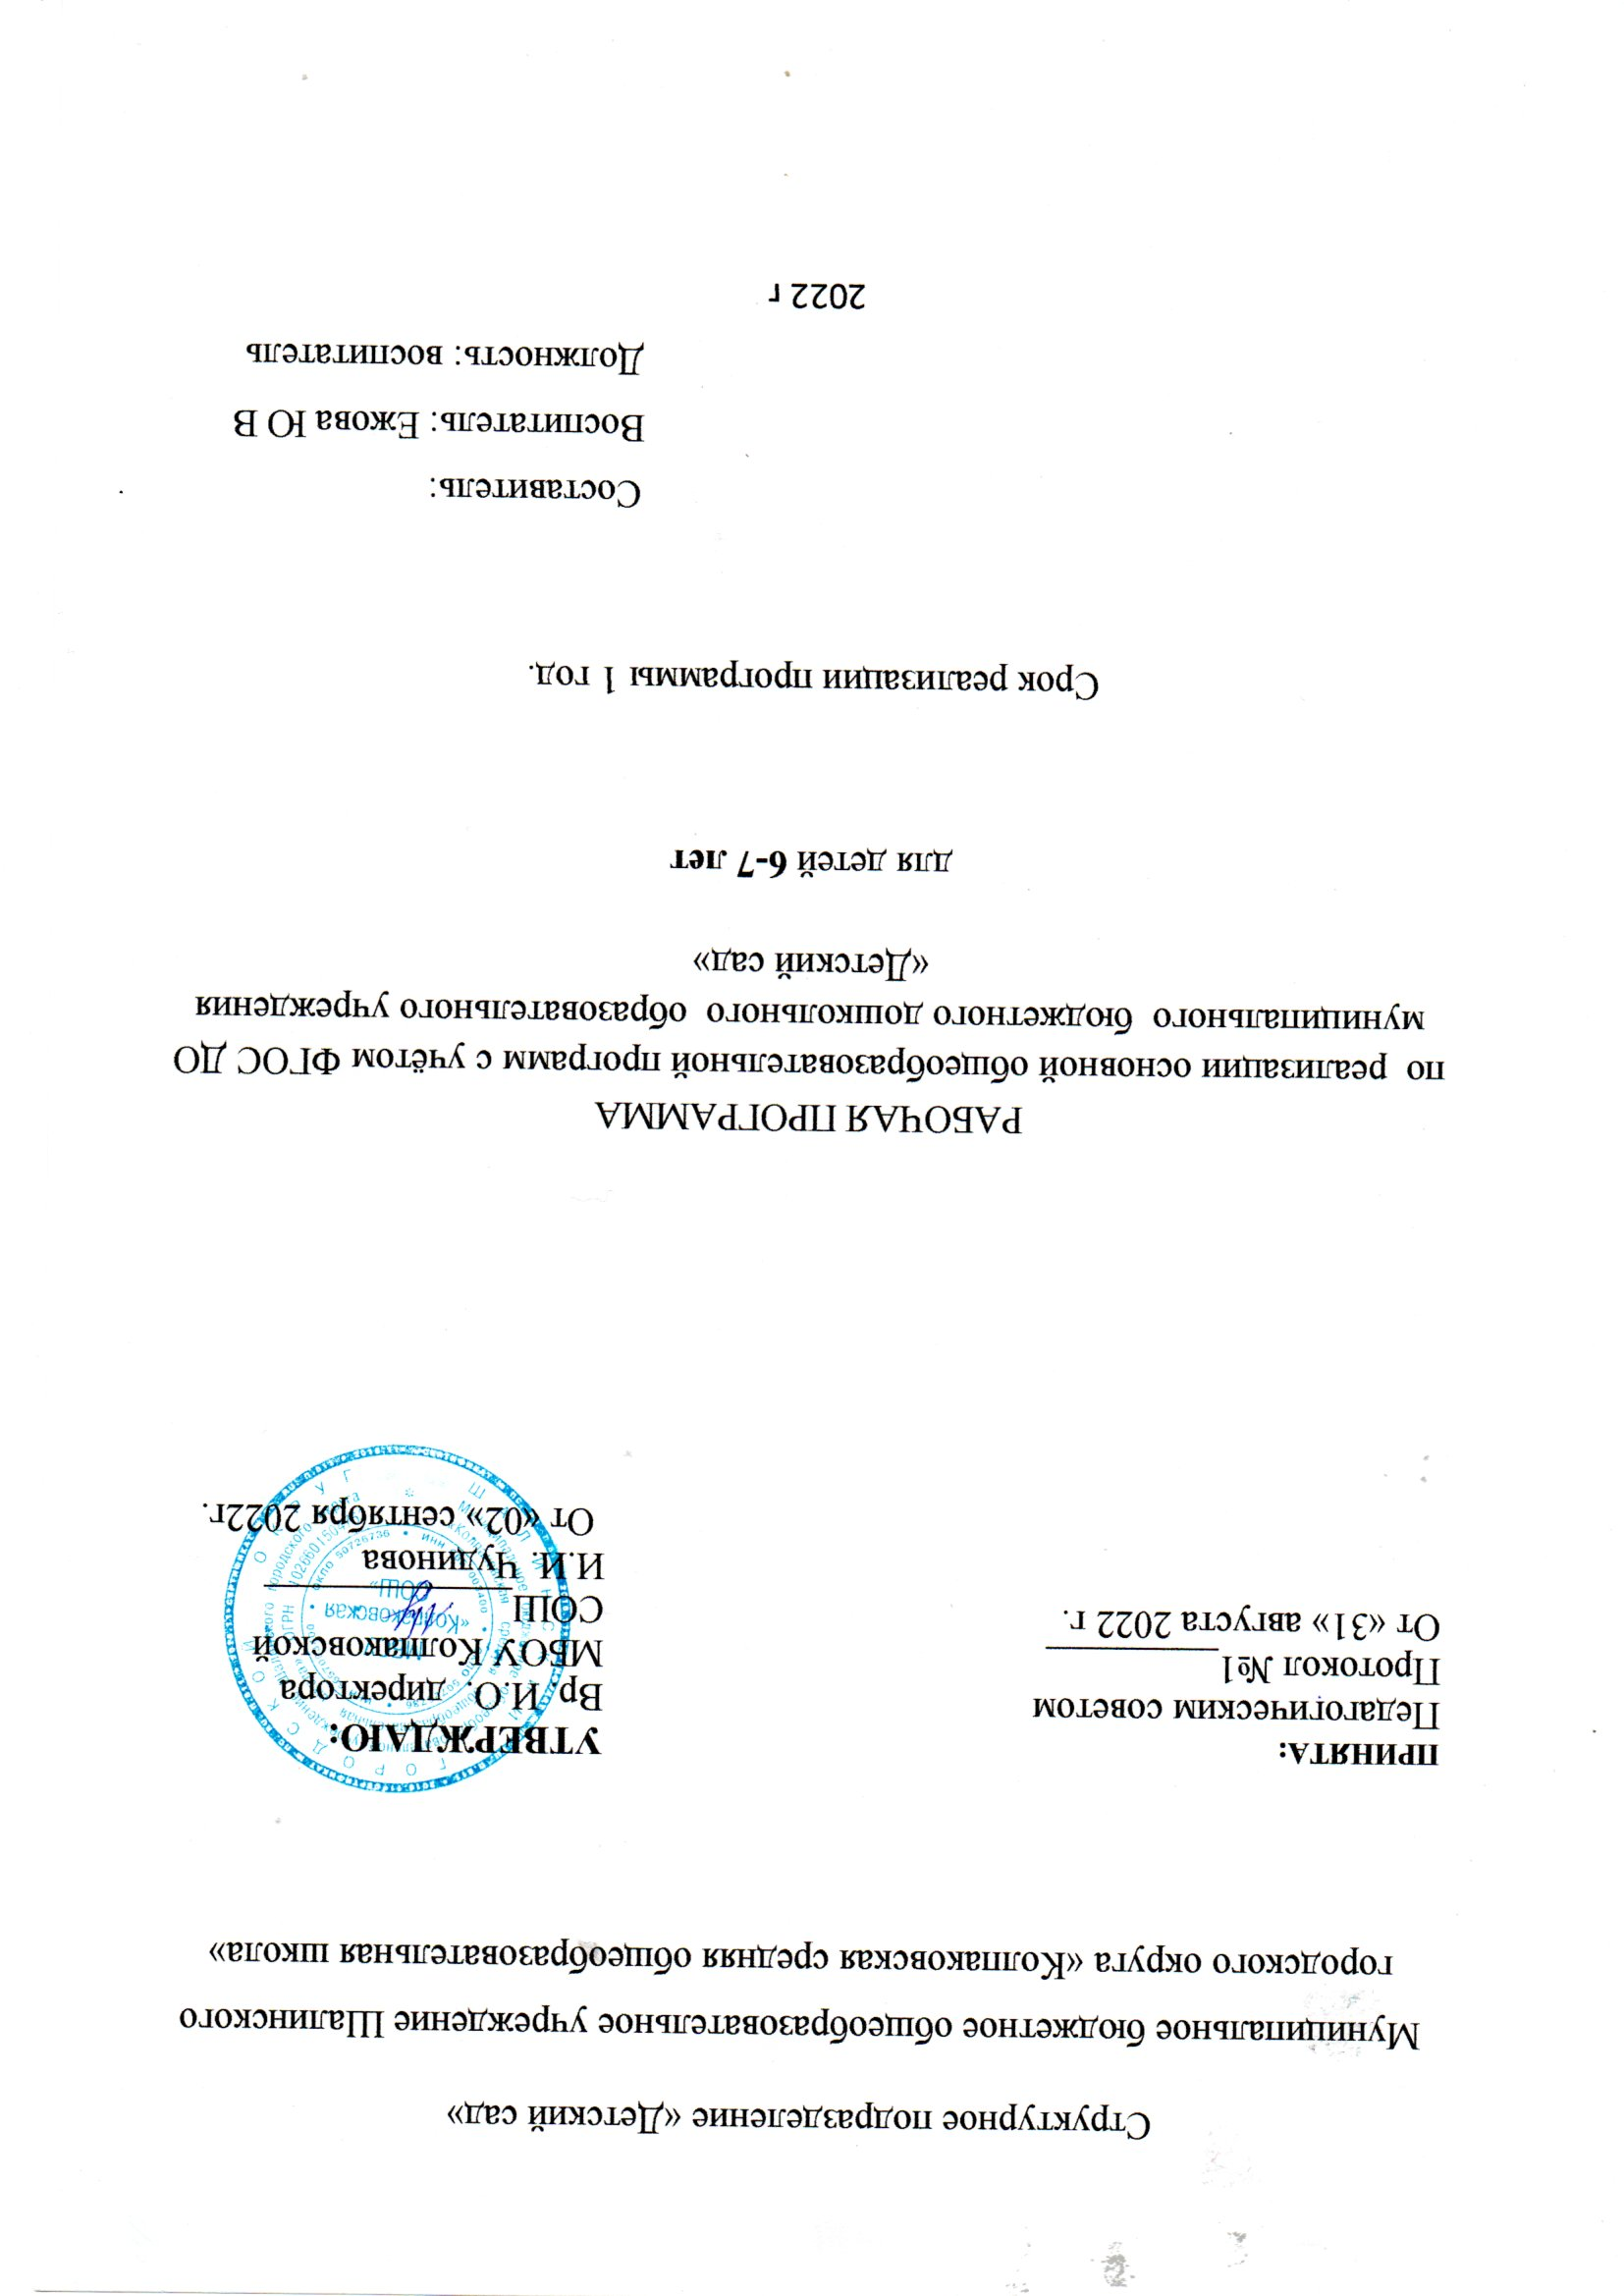 Структурное подразделение «Детский сад»
Муниципальное бюджетное общеобразовательное учреждение Шалинского
городского округа «Колпаковская средняя общеобразовательная школа»
ПРИНЯТА:
Педагогическим советом
Протокол №1__________
От «31» августа 2022 г.
УТВЕРЖДАЮ:
Вр. И.О. директора
МБОУ Колпаковской
СОШ______________
И.И. Чудинова
От «02» сентября 2022г.
«Колпаковская
СОШ»
РАБОЧАЯ ПРОГРАММА
по реализации основной общеобразовательной программ с учётом ФГОС ДО
муниципального бюджетного дошкольного образовательного учреждения
«Детский сад»
для детей 6-7 лет
Срок реализации программы 1 год.
Составитель:
Воспитатель: Ежова Ю В
Должность: воспитатель
2022 г